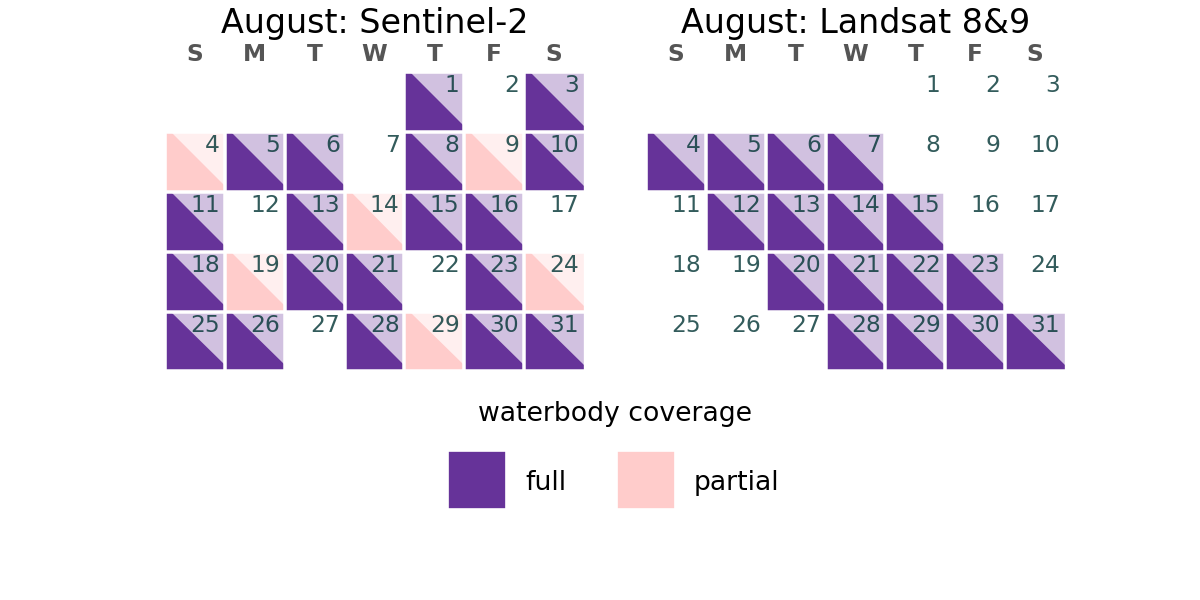 August: Sentinel-2
S M T W T F S
1 2 3
4 5 6 7 8 9 10
11 12 13 14 15 16 17
18 19 20 21 22 23 24
25 26 27 28 29 30 31
August: Landsat 8&9
S M T W T F S
1 2 3
4 5 6 7 8 9 10
11 12 13 14 15 16 17
18 19 20 21 22 23 24
25 26 27 28 29 30 31
waterbody coverage
full
partial